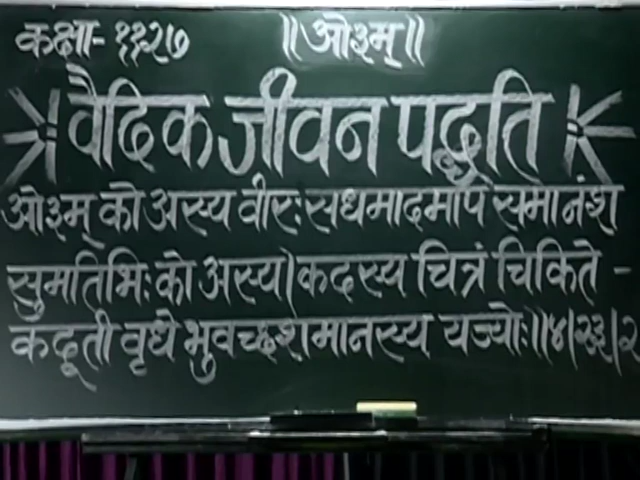 कक्षा- ११२७ ॥ओ३म्॥
वैदिक जीवन पद्धति
ओ३म् को अस्य वीरः सधमादमाप समानंश
सुमतिभिः को अस्य। कदस्य चित्रं चिकिते -
कदूती वृधे भुवच्छशमानस्य यज्योः॥४।२३।२